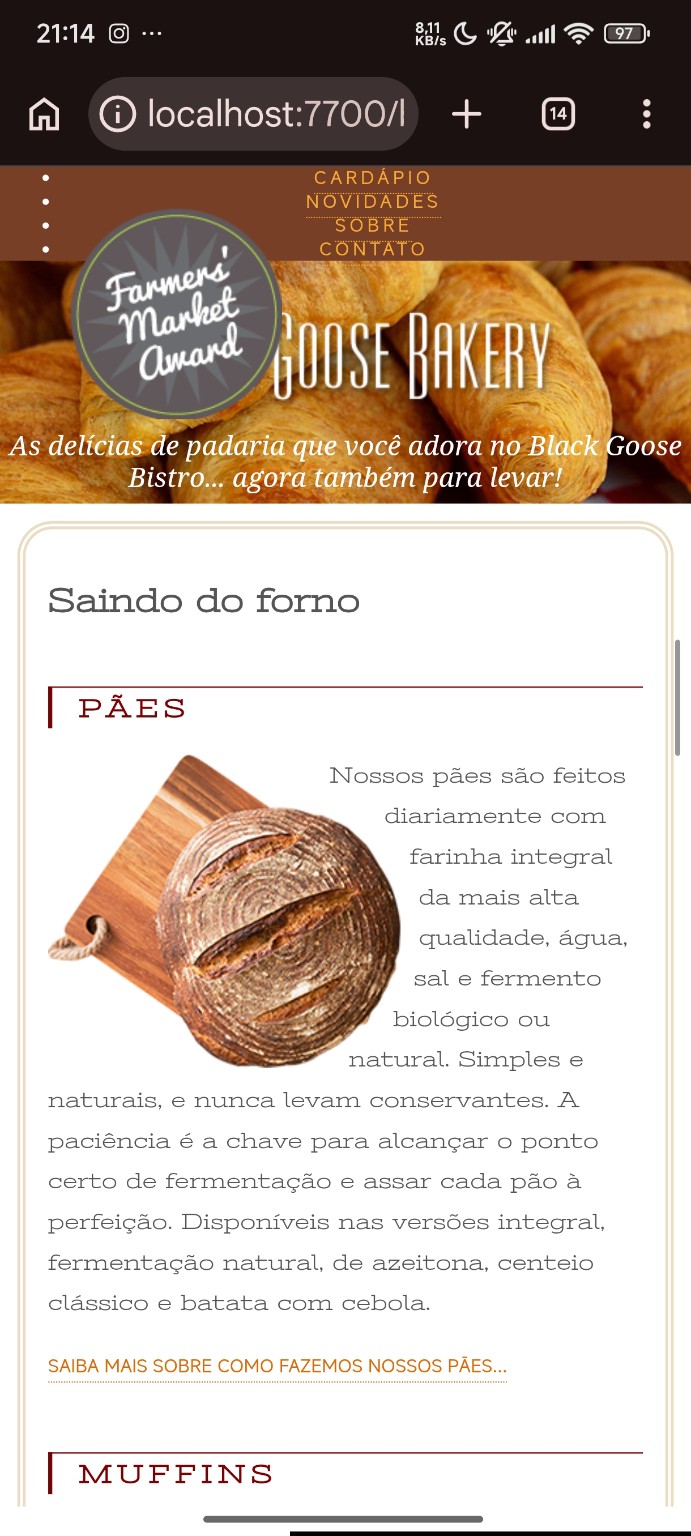 21:14
8,11
KB/s
97
localhost:7700/l
14
CARDÁPIO
NOVIDADES
SOBRE
CONTATO
Farmers'
Market
Award
Goose Bakery
As delícias de padaria que você adora no Black Goose
Bistro... agora também para levar!
Saindo do forno
PÃES
Nossos pães são feitos
diariamente com
farinha integral
da mais alta
qualidade, água,
sal e fermento
biológico ou
natural. Simples e
naturais, e nunca levam conservantes. A
paciência é a chave para alcançar o ponto
certo de fermentação e assar cada pão à
perfeição. Disponíveis nas versões integral,
fermentação natural, de azeitona, centeio
clássico e batata com cebola.
SAIBA MAIS SOBRE COMO FAZEMOS NOSSOS PÃES...
MUFFINS